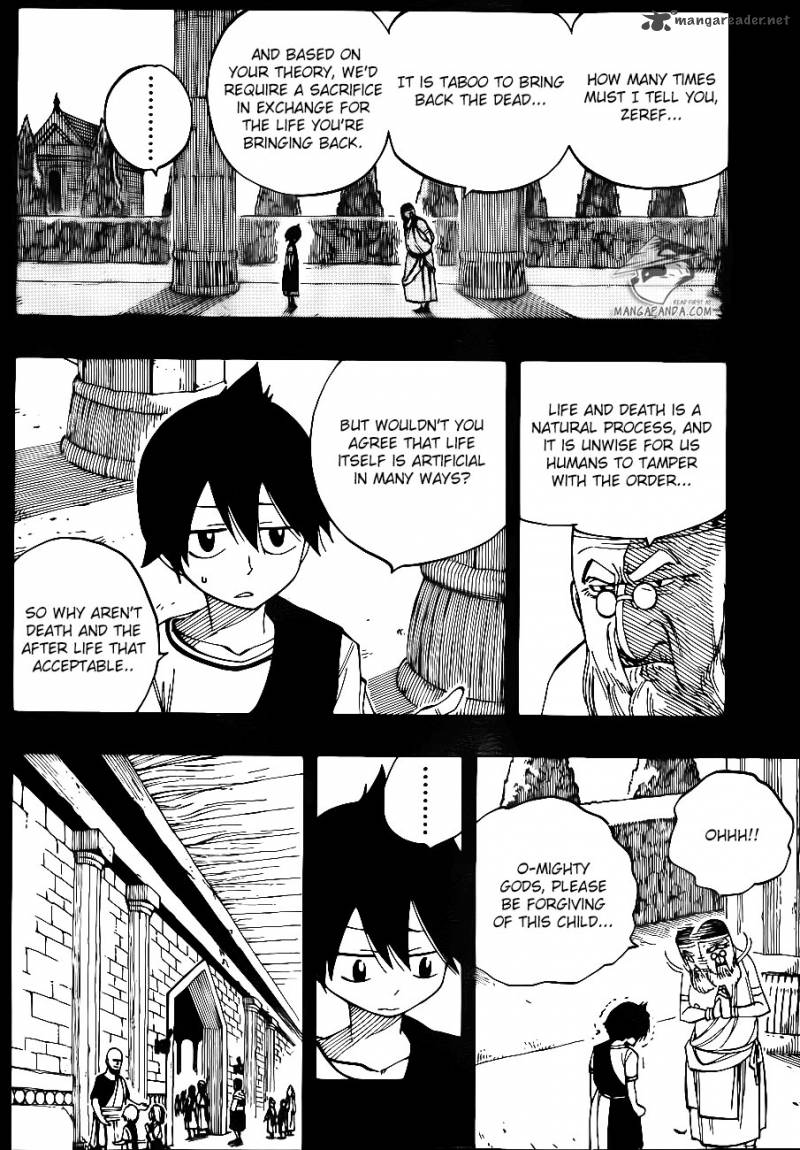 mangareader.net
HOW MANY TIMES
MUST I TELL YOU,
ZEREF...
IT IS TABOO TO BRING
BACK THE DEAD...
AND BASED ON
YOUR THEORY, WE'D
REQUIRE A SACRIFICE
IN EXCHANGE FOR
THE LIFE YOU'RE
BRINGING BACK.
......
READ FIRST AT
MANGAPANDA.COM
LIFE AND DEATH IS A
NATURAL PROCESS, AND
IT IS UNWISE FOR US
HUMANS TO TAMPER
WITH THE ORDER...
BUT WOULDN'T YOU
AGREE THAT LIFE
ITSELF IS ARTIFICIAL
IN MANY WAYS?
SO WHY AREN'T
DEATH AND THE
AFTER LIFE THAT
ACCEPTABLE..
OHHH!!
O-MIGHTY
GODS, PLEASE
BE FORGIVING
OF THIS CHILD...
......